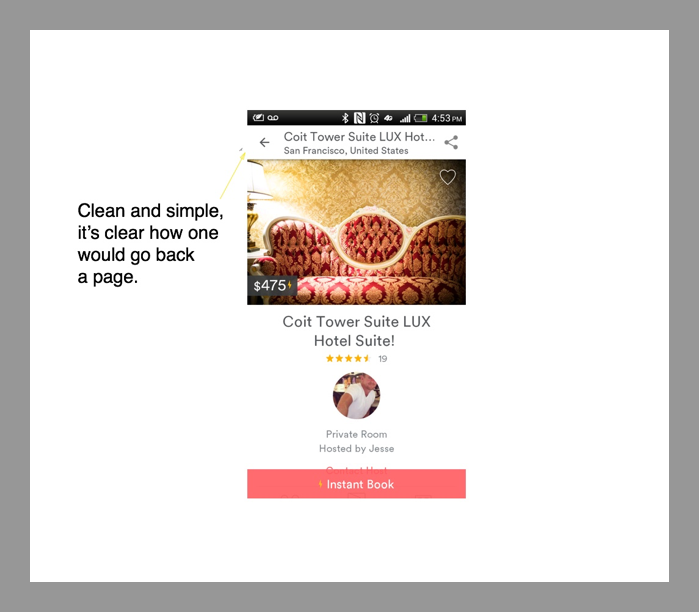 4G 4:53 PM
Coit Tower Suite LUX Hot...
San Francisco, United States
Clean and simple,
it's clear how one
would go back
a page.
$475
Coit Tower Suite LUX
Hotel Suite!
19
Private Room
Hosted by Jesse
Instant Book